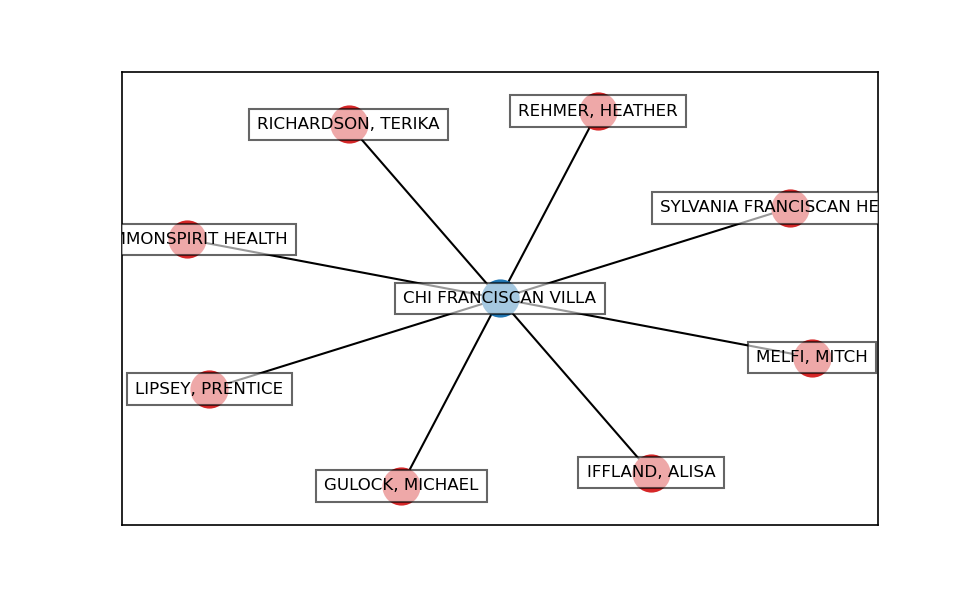 REHMER, HEATHER
RICHARDSON, TERIKA
SYLVANIA FRANCISCAN HE
MMONSPIRIT HEALTH
CHI FRANCISCAN VILLA
MELFI, MITCH
LIPSEY, PRENTICE
IFFLAND, ALISA
GULOCK, MICHAEL